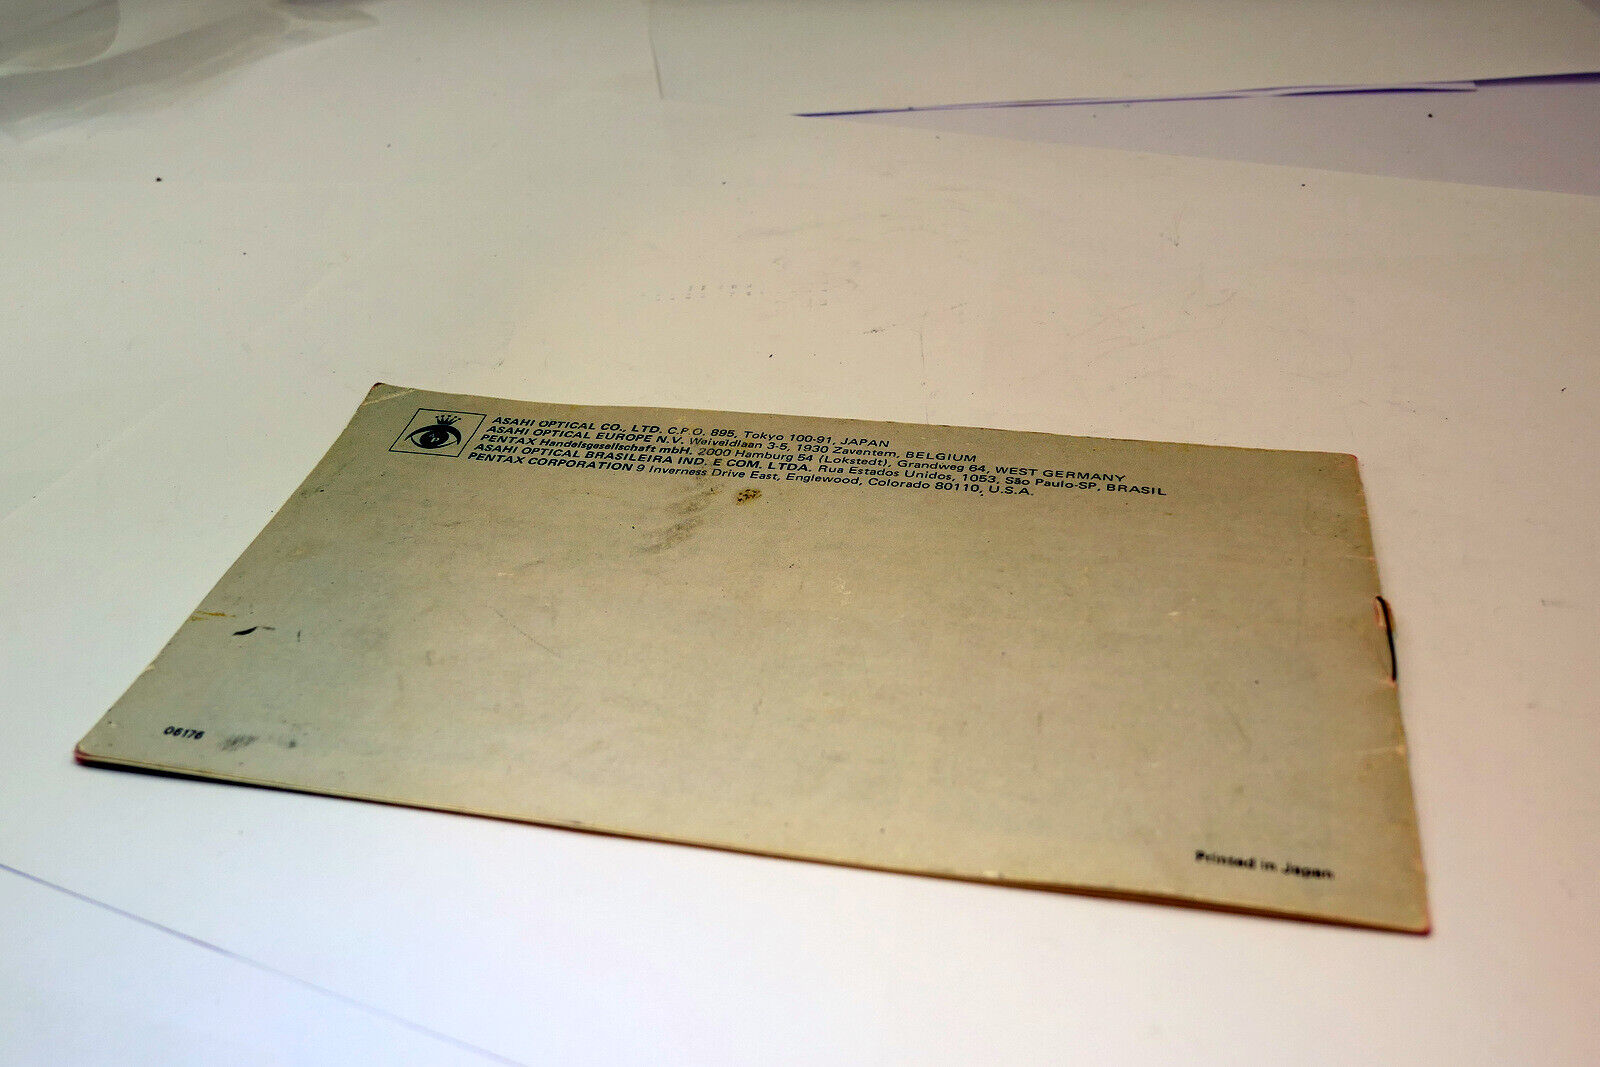 ASAHI OPTICAL CO., LTD. C.P.O. 895, Tokyo 100-91, JAPAN
ASAHI OPTICAL EUROPE N.V. Weiveldlaan 3-5, 1930 Zaventem, BELGIUM
PENTAX Handelsgesellschaft mbH. 2000 Hamburg 54 (Lokstedt), Grandweg 64, WEST GERMANY
ASAHI OPTICAL BRASILEIRA IND. E COM. LTDA. Rua Estados Unidos, 1053, São Paulo-SP, BRASIL
PENTAX CORPORATION 9 Inverness Drive East, Englewood, Colorado 80110, U.S.A.
06176
Printed in Japan